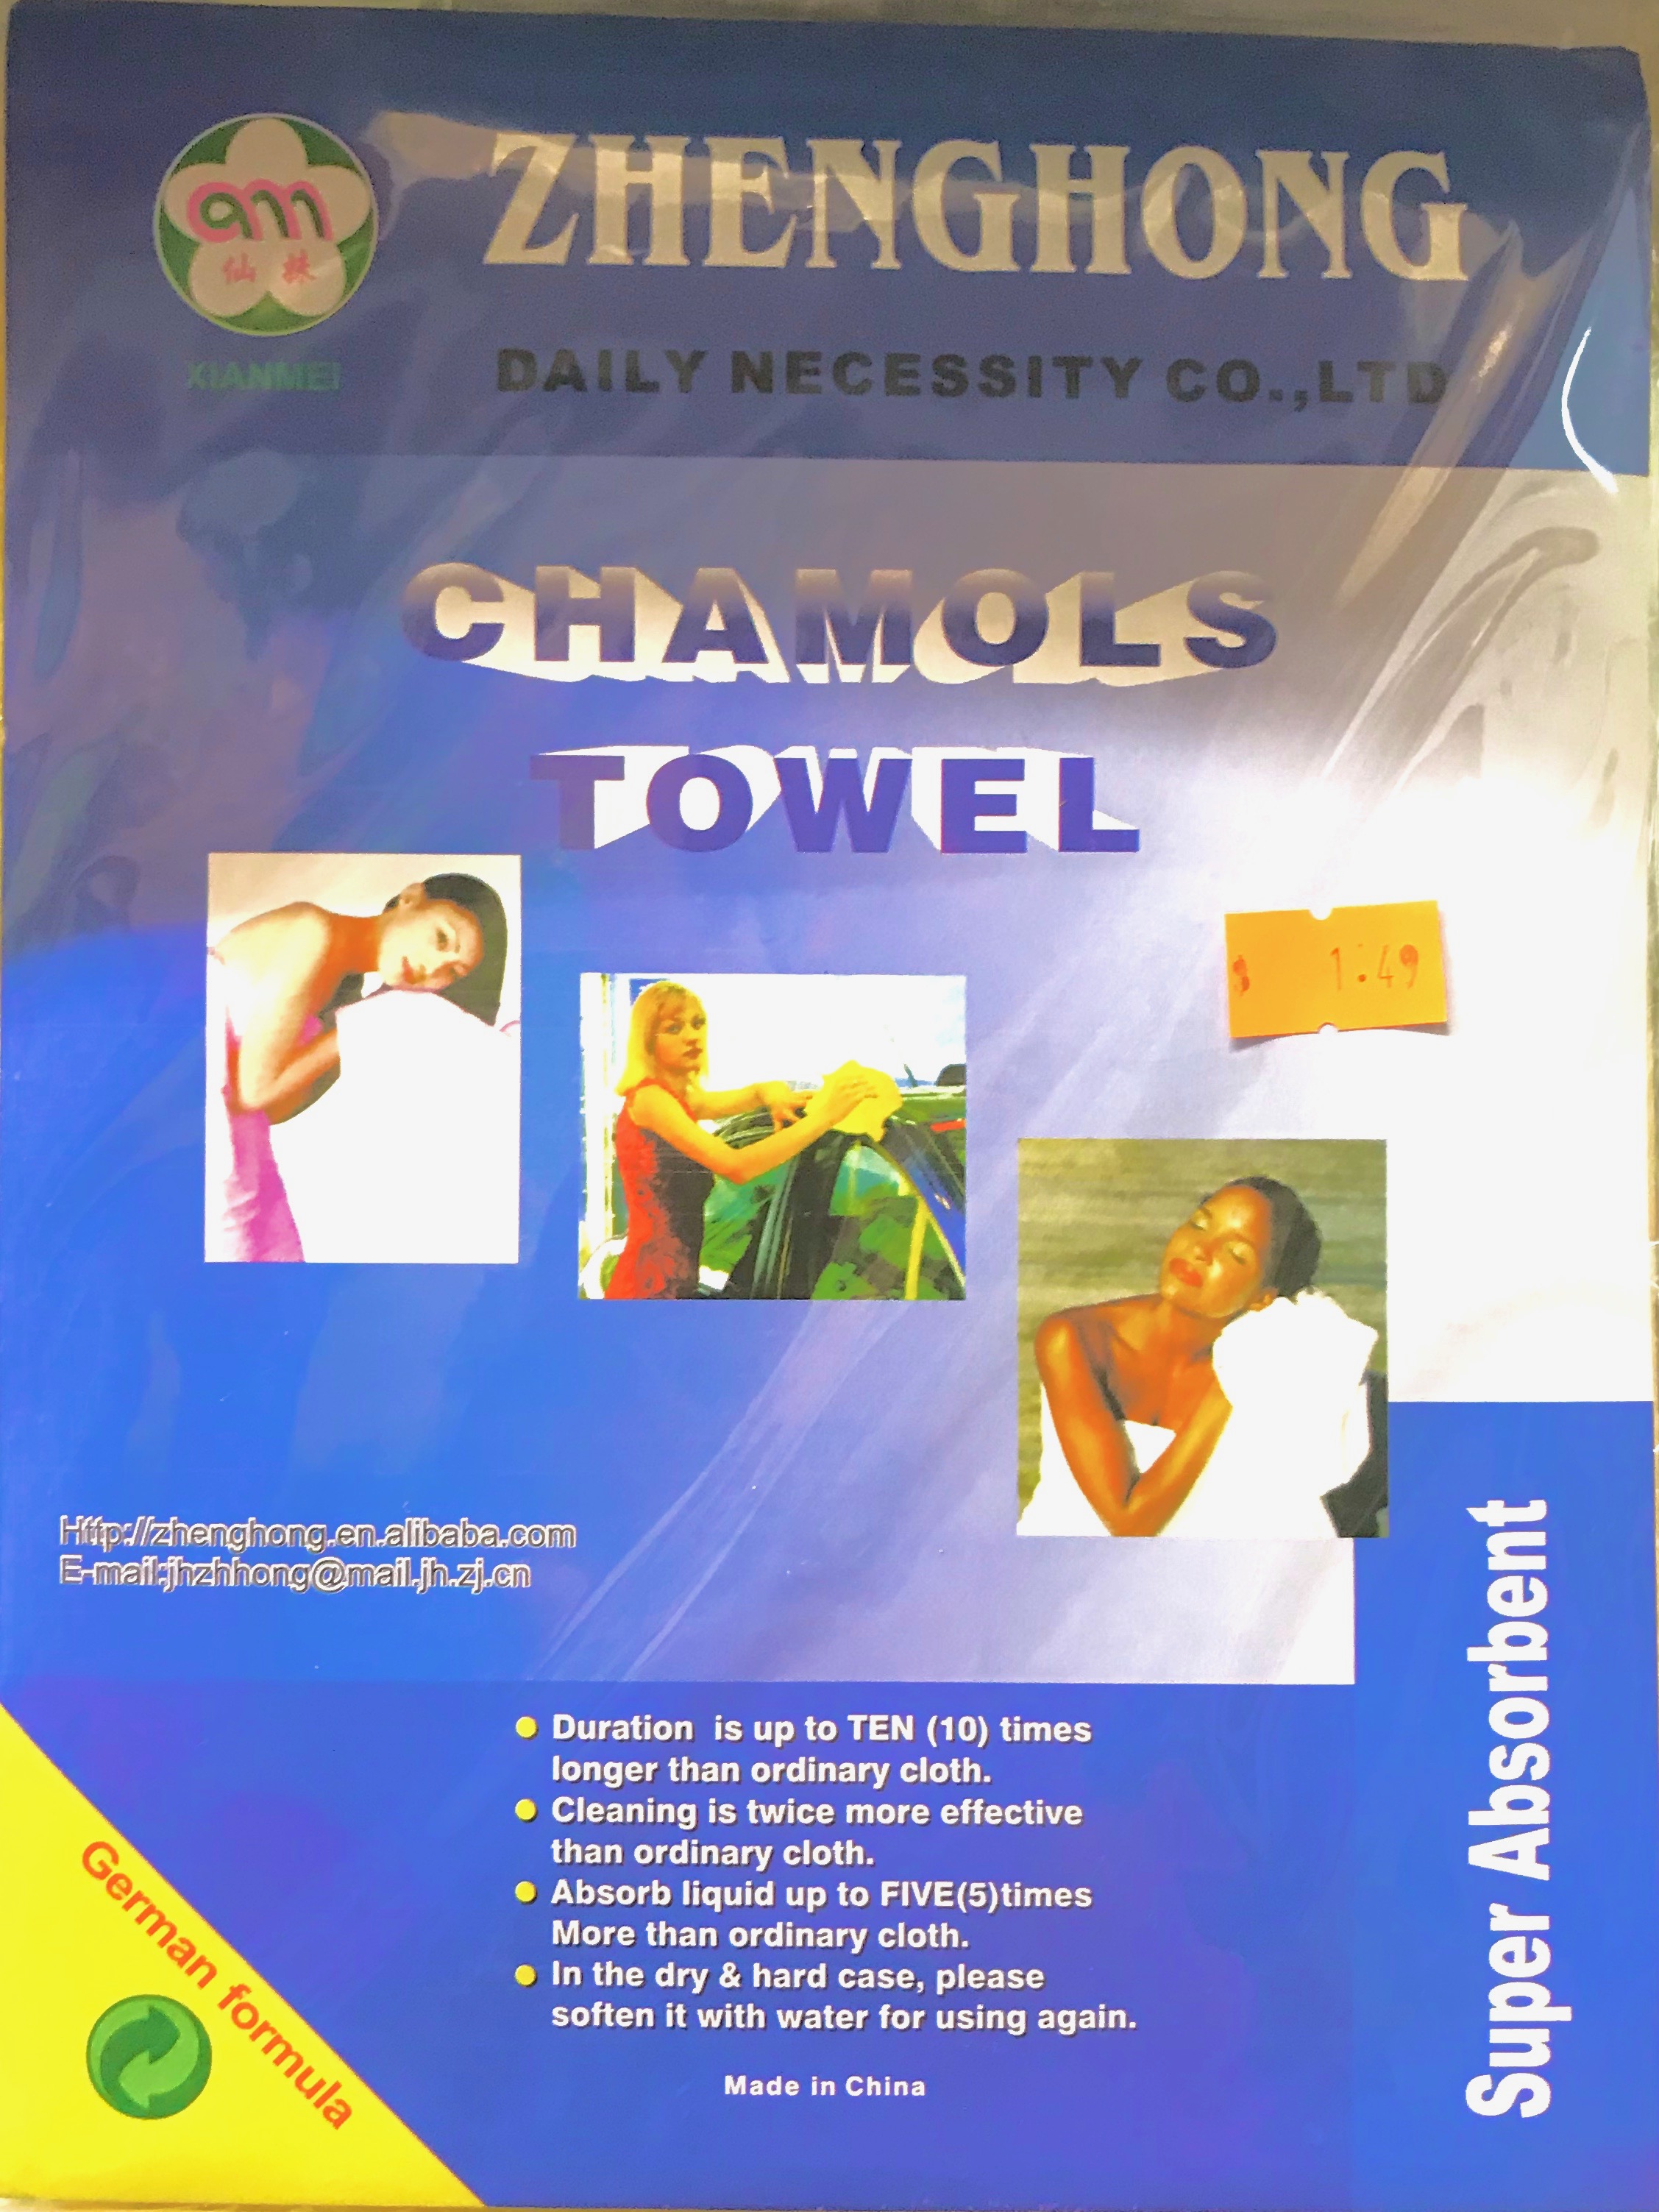 am
仙妹
XIANMEI
ZHENGHONG
DAILY NECESSITY CO.,LTD
CHAMOLS
TOWEL
$ 1.49
Http://zhenghong.en.alibaba.com
E-mail:jhzhhong@mail.jh.zj.cn
Duration is up to TEN (10) times
longer than ordinary cloth.
Cleaning is twice more effective
than ordinary cloth.
Absorb liquid up to FIVE(5)times
More than ordinary cloth.
In the dry & hard case, please
soften it with water for using again.
Made in China
German formula
Super Absorbent